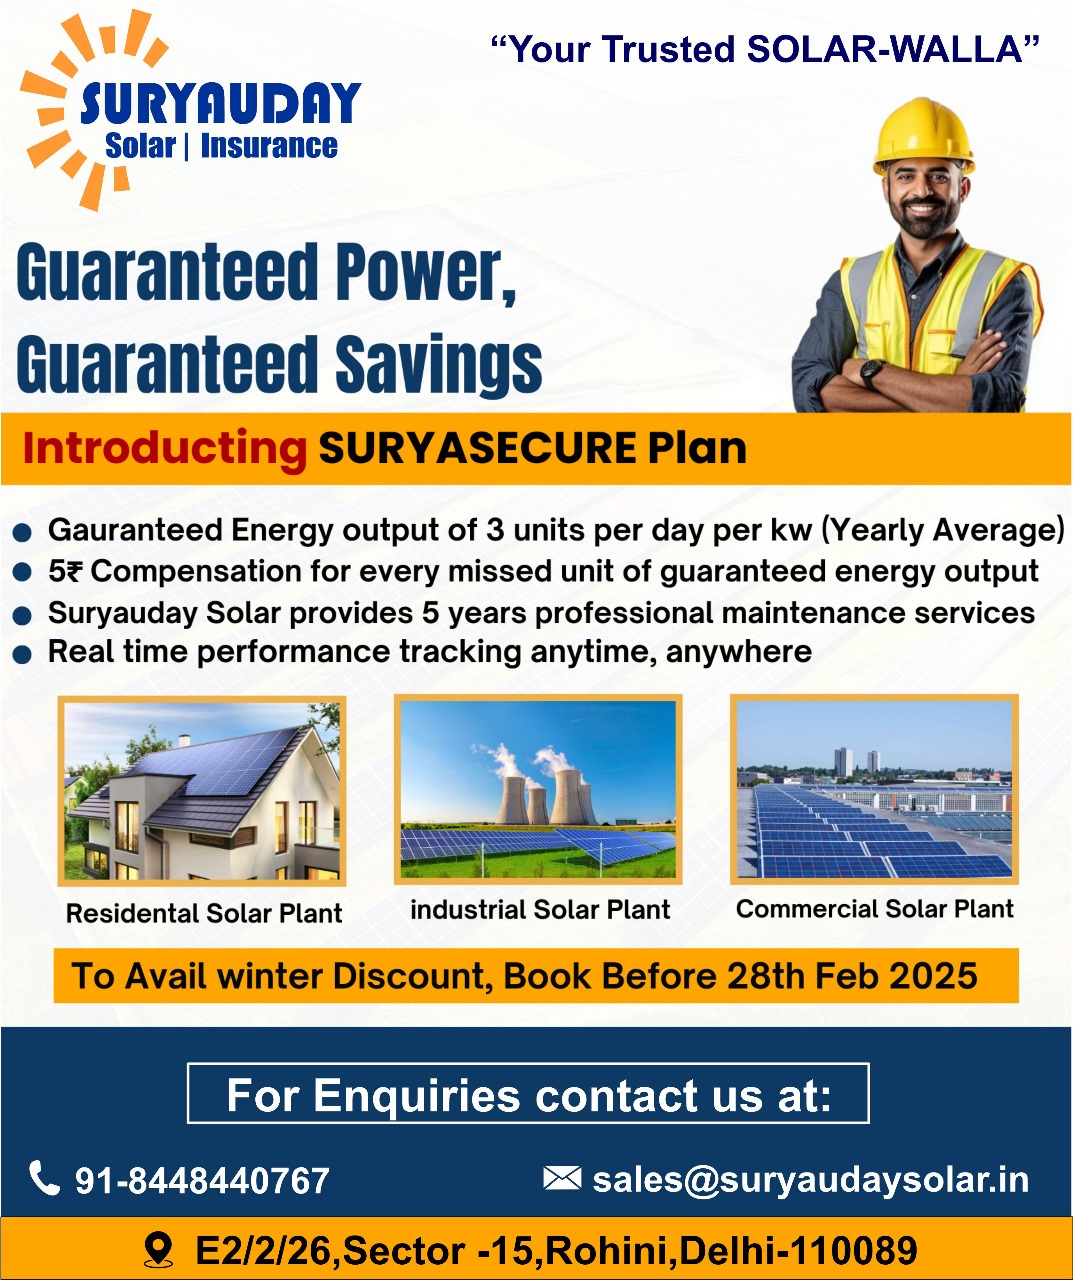 SURYAUDAY
Solar | Insurance
“Your Trusted SOLAR-WALLA”
Guaranteed Power,
Guaranteed Savings
Introducting SURYASECURE Plan
Gauranteed Energy output of 3 units per day per kw (Yearly Average)
5₹ Compensation for every missed unit of guaranteed energy output
Suryauday Solar provides 5 years professional maintenance services
Real time performance tracking anytime, anywhere
Residental Solar Plant
industrial Solar Plant
Commercial Solar Plant
To Avail winter Discount, Book Before 28th Feb 2025
For Enquiries contact us at:
91-8448440767
sales@suryaudaysolar.in
E2/2/26,Sector -15,Rohini,Delhi-110089